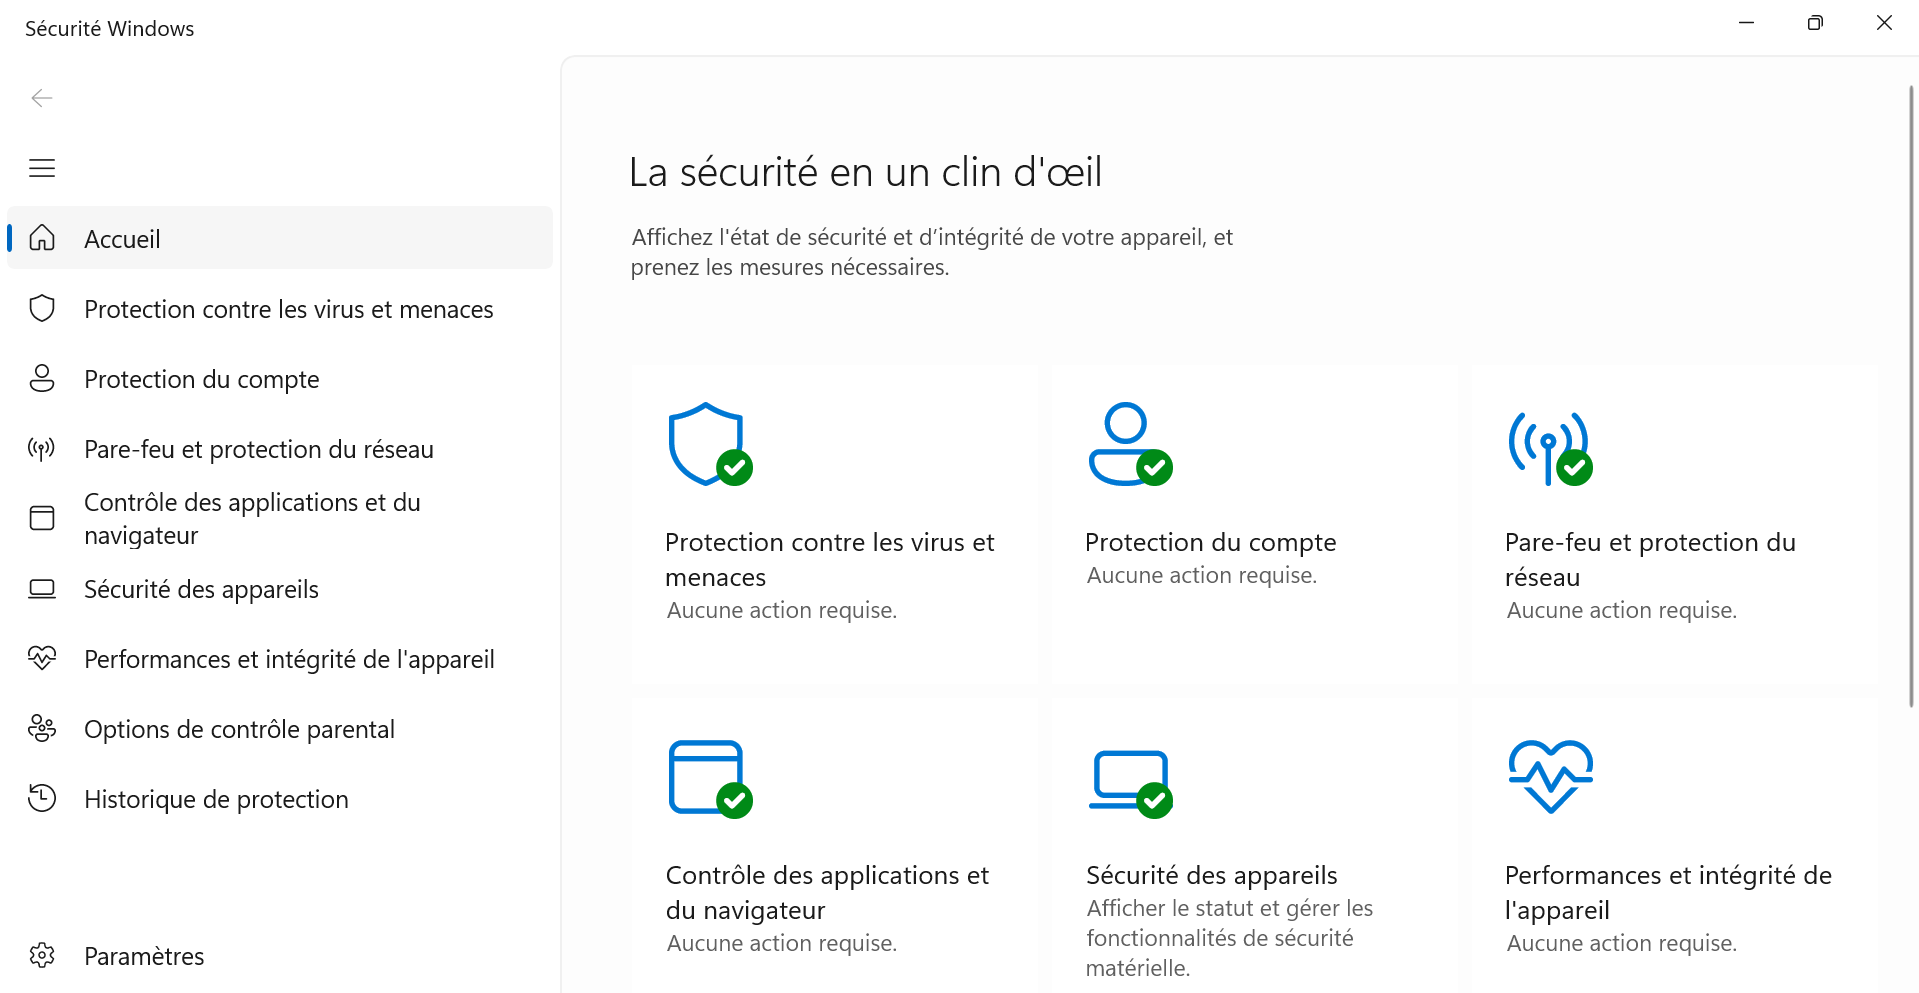 Sécurité Windows
Accueil
Protection contre les virus et menaces
Protection du compte
Pare-feu et protection du réseau
Contrôle des applications et du
navigateur
Sécurité des appareils
Performances et intégrité de l'appareil
Options de contrôle parental
Historique de protection
Paramètres
La sécurité en un clin d'œil
Affichez l'état de sécurité et d’intégrité de votre appareil, et
prenez les mesures nécessaires.
Protection contre les virus et
menaces
Aucune action requise.
Protection du compte
Aucune action requise.
Pare-feu et protection du
réseau
Aucune action requise.
Contrôle des applications et
du navigateur
Aucune action requise.
Sécurité des appareils
Afficher le statut et gérer les
fonctionnalités de sécurité
matérielle.
Performances et intégrité de
l'appareil
Aucune action requise.